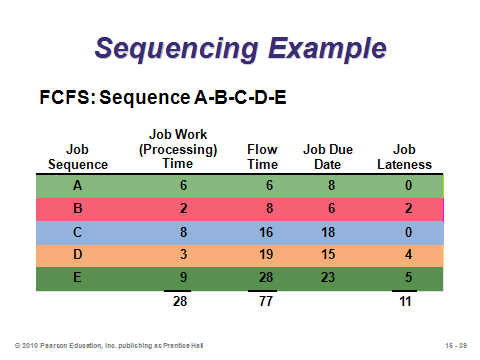 Sequencing Example
FCFS: Sequence A-B-C-D-E
Job Sequence Job Work (Processing) Time Flow Time Job Due Date Job Lateness
A 6 6 8 0
B 2 8 6 2
C 8 16 18 0
D 3 19 15 4
E 9 28 23 5
28 77 11
© 2010 Pearson Education, Inc. publishing as Prentice Hall 15 - 39